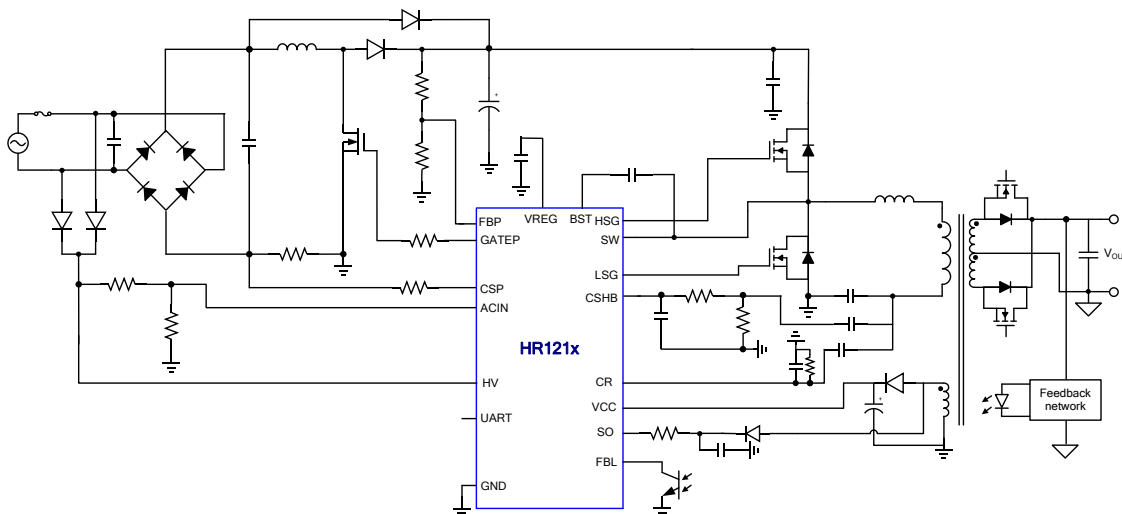 FBP
VREG
BST
HSG
GATEP
SW
LSG
CSP
CSHB
ACIN
HR121x
HV
CR
VCC
UART
SO
FBL
GND
+
+
V
Feedback
network